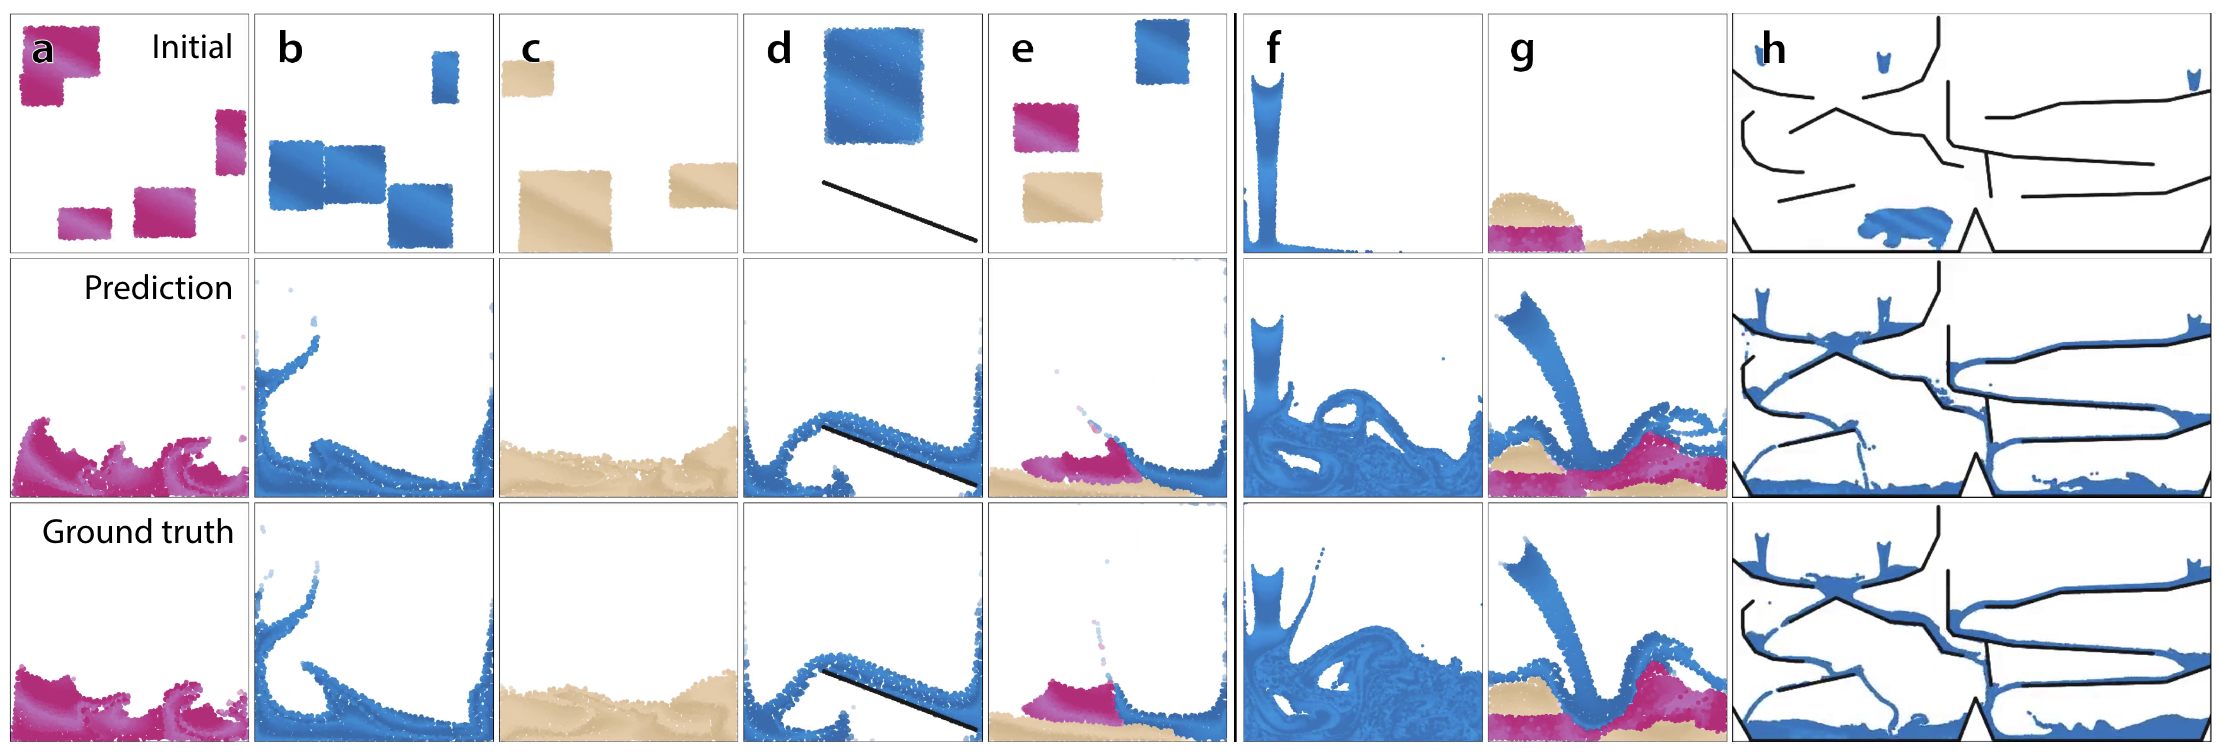 a Initial b c d e f g h
Prediction
Ground truth